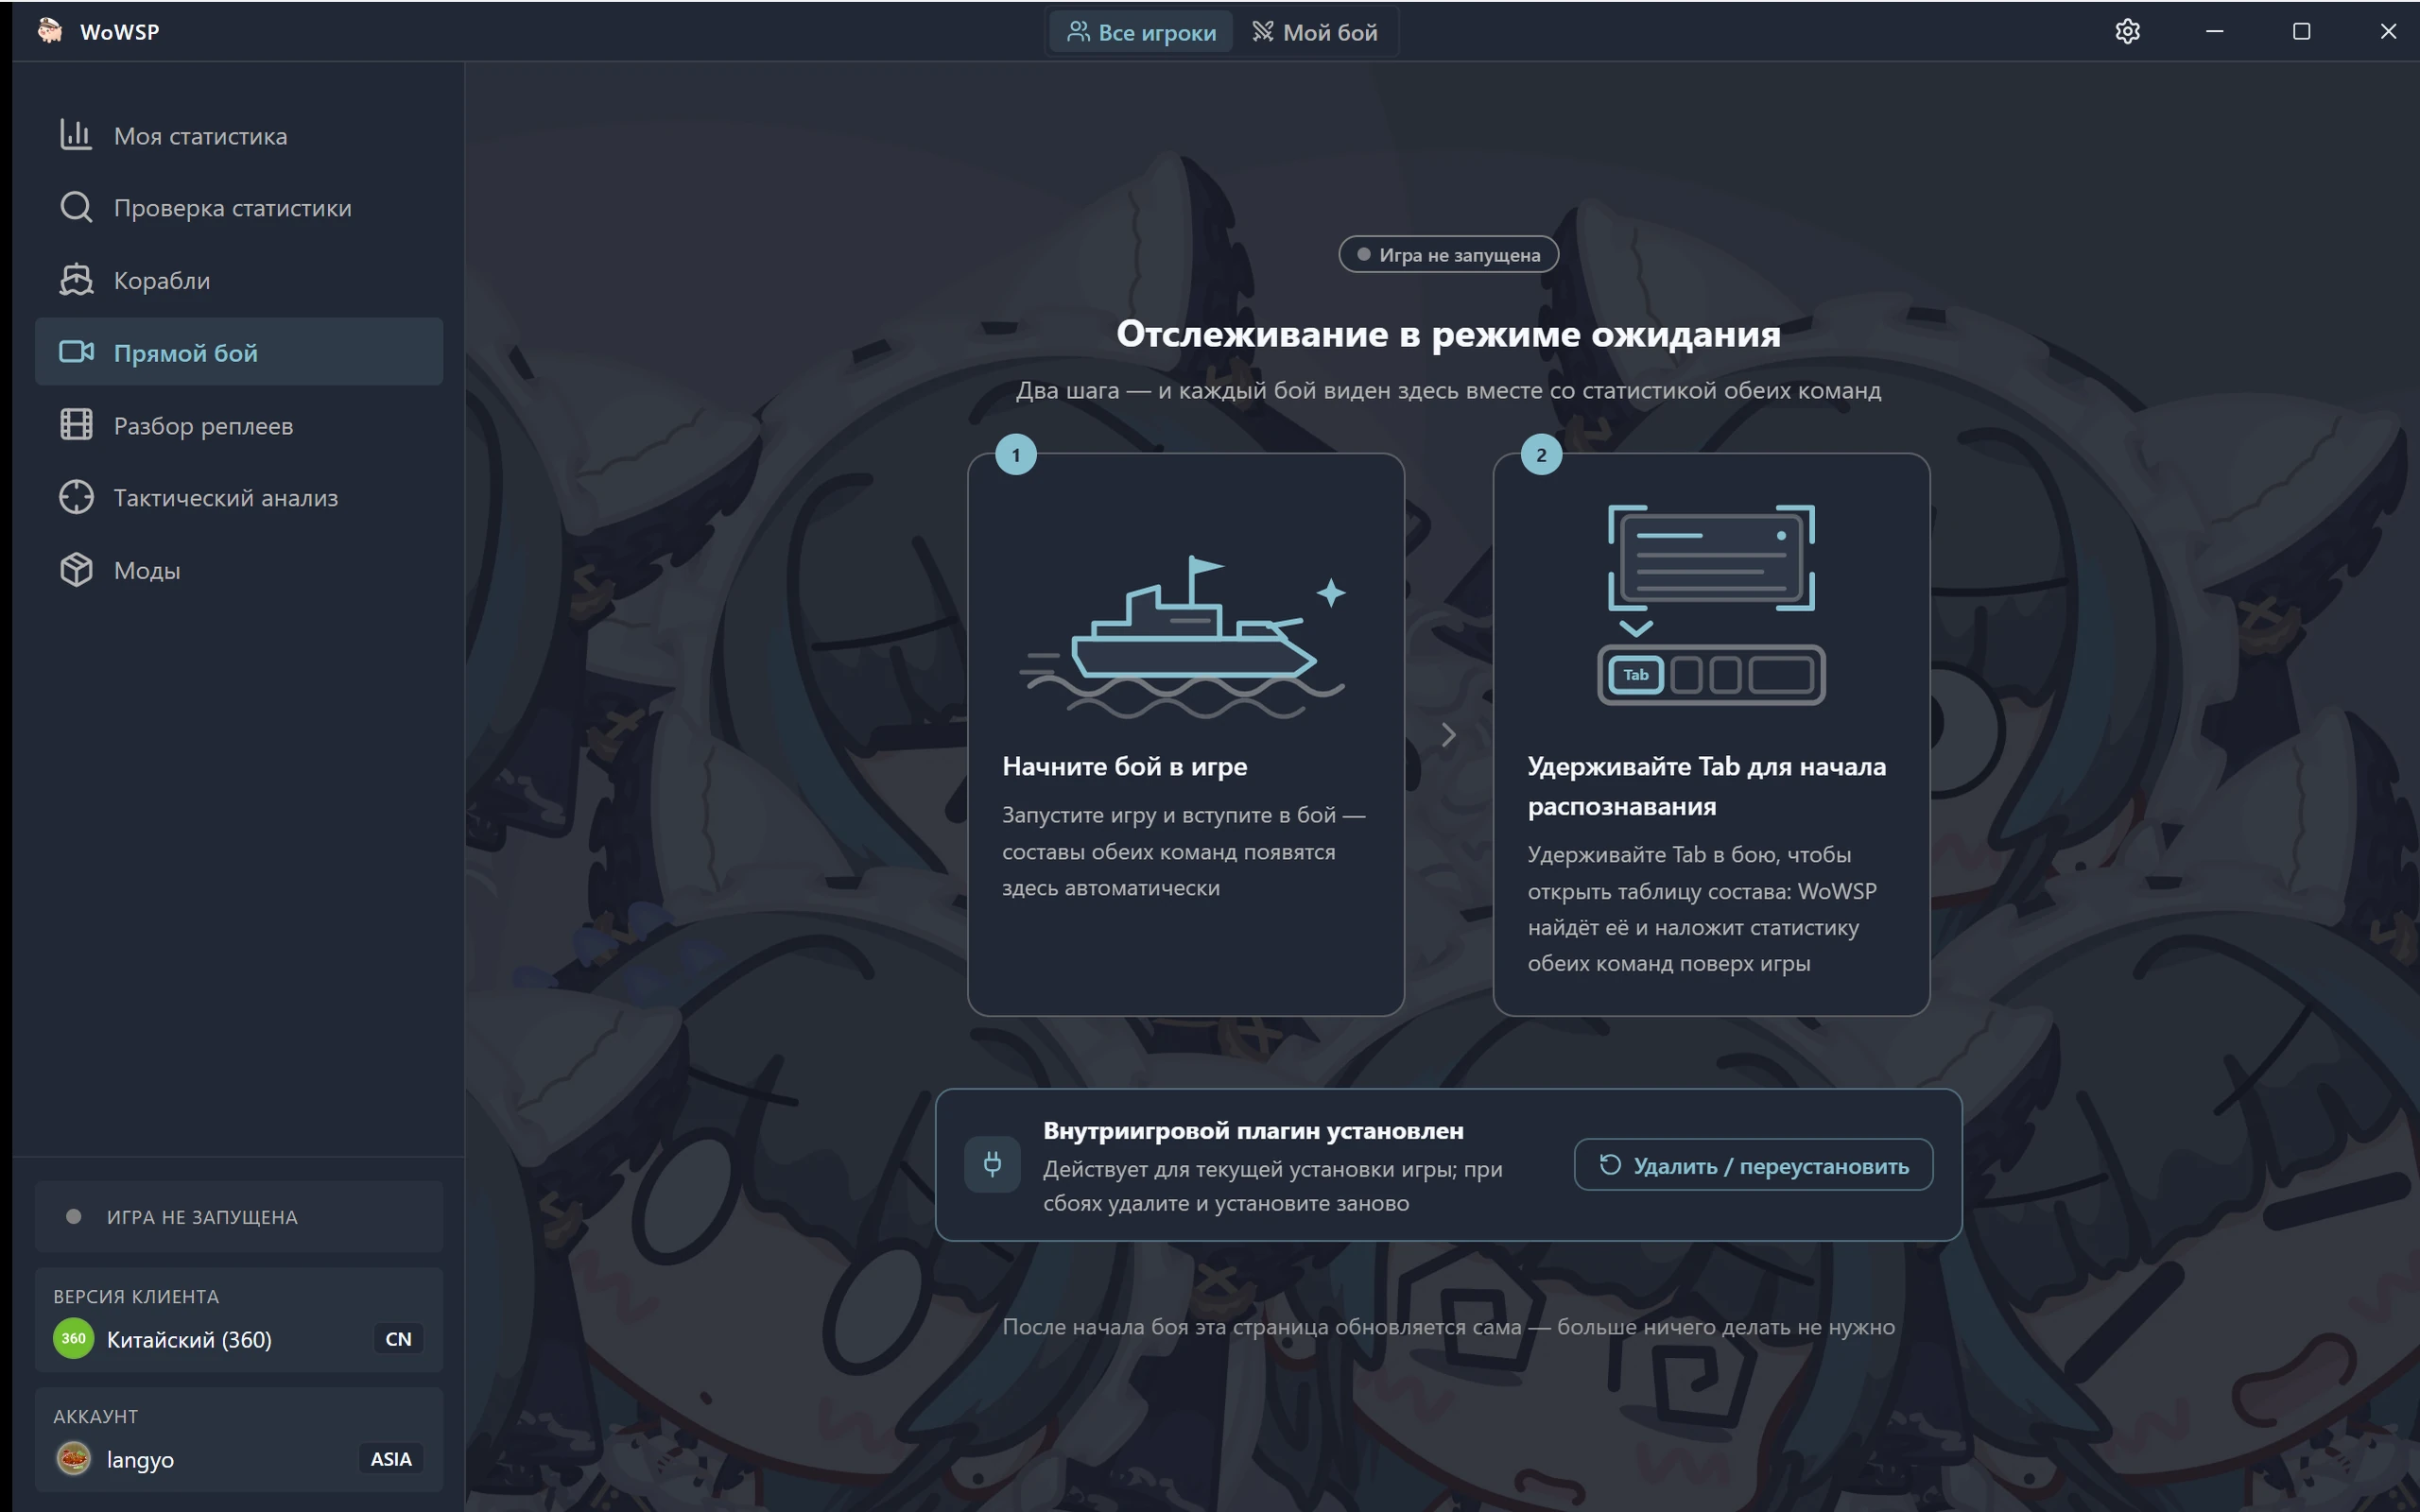 WoWSP
Все игроки
Мой бой
Моя статистика
Проверка статистики
Корабли
Прямой бой
Разбор реплеев
Тактический анализ
Моды
Игра не запущена
Отслеживание в режиме ожидания
Два шага — и каждый бой виден здесь вместе со статистикой обеих команд
1
Начните бой в игре
Запустите игру и вступите в бой —
составы обеих команд появятся
здесь автоматически
2
Tab
Удерживайте Tab для начала
распознавания
Удерживайте Tab в бою, чтобы
открыть таблицу состава: WoWSP
найдёт её и наложит статистику
обеих команд поверх игры
Внутриигровой плагин установлен
Действует для текущей установки игры; при
сбоях удалите и установите заново
Удалить / переустановить
После начала боя эта страница обновляется сама — больше ничего делать не нужно
ИГРА НЕ ЗАПУЩЕНА
ВЕРСИЯ КЛИЕНТА
360
Китайский (360)
CN
АККАУНТ
langyo
ASIA